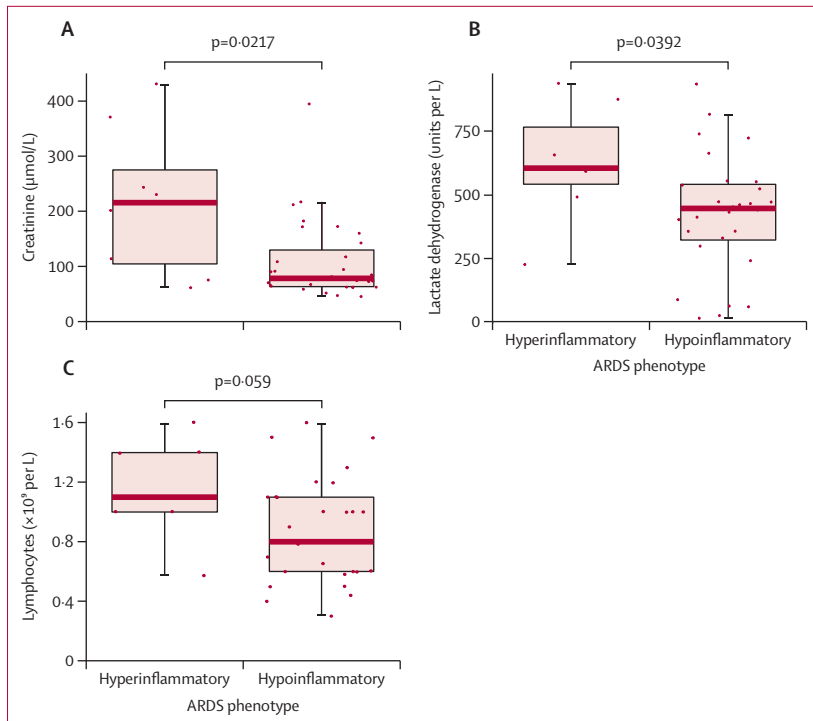 A
p=0·0217
Creatinine (μmol/L)
400
300
200
100
0
B
p=0·0392
Lactate dehydrogenase (units per L)
750
500
250
0
Hyperinflammatory Hypoinflammatory
ARDS phenotype
C
p=0·059
Lymphocytes (×10⁹ per L)
1·6
1·2
0·8
0·4
0
Hyperinflammatory Hypoinflammatory
ARDS phenotype